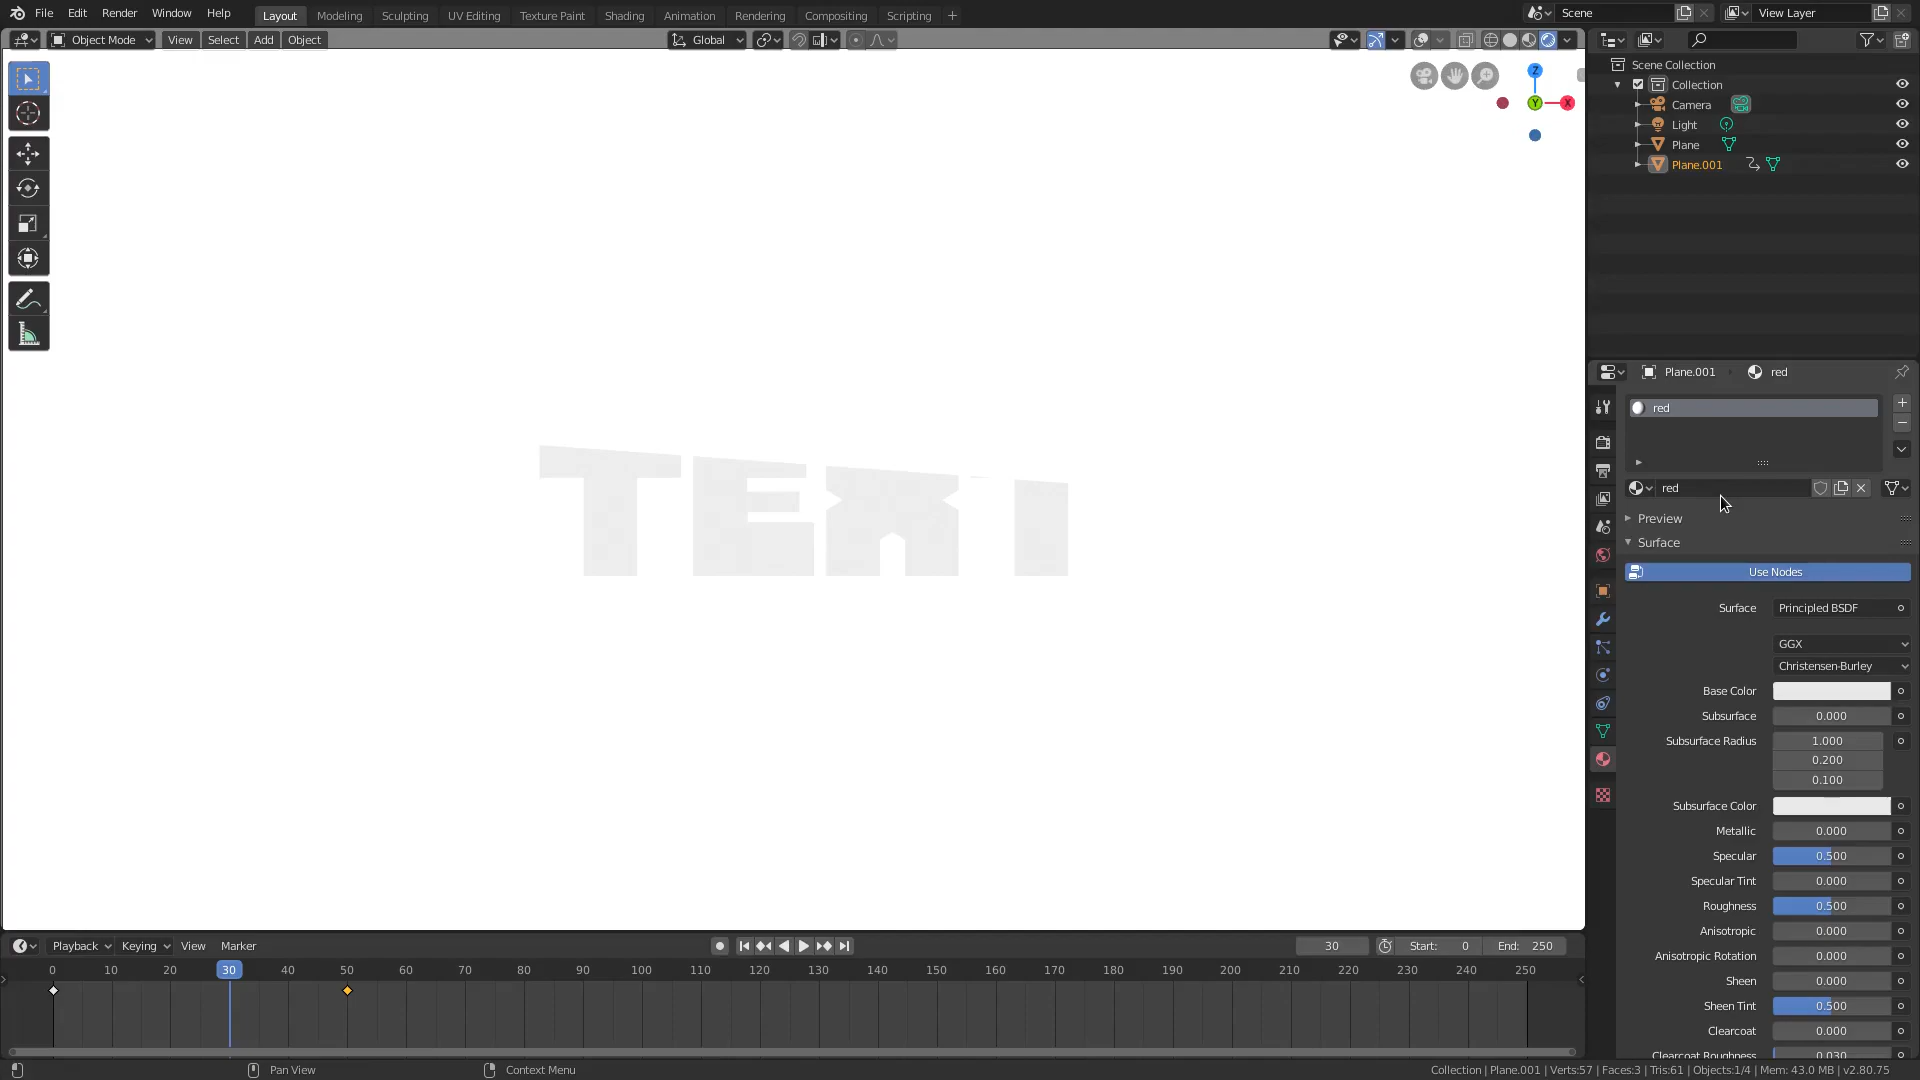 File Edit Render Window Help
Layout Modeling Sculpting UV Editing Texture Paint Shading Animation Rendering Compositing Scripting +
Scene View Layer
Object Mode View Select Add Object Global
Z
Y X
Scene Collection
Collection
Camera
Light
Plane
Plane.001
TEXT
Plane.001 red
red
red
Preview
Surface
Use Nodes
Surface Principled BSDF
GGX
Christensen-Burley
Base Color
Subsurface 0.000
Subsurface Radius 1.000
0.200
0.100
Subsurface Color
Metallic 0.000
Specular 0.500
Specular Tint 0.000
Roughness 0.500
Anisotropic 0.000
Anisotropic Rotation 0.000
Sheen 0.000
Sheen Tint 0.500
Clearcoat 0.000
Clearcoat Roughness 0.030
Playback Keying View Marker 30 Start: 0 End: 250
0 10 20 30 40 50 60 70 80 90 100 110 120 130 140 150 160 170 180 190 200 210 220 230 240 250
Pan View Context Menu Collection | Plane.001 | Verts:57 | Faces:3 | Tris:61 | Objects:1/4 | Mem: 43.0 MB | v2.80.75